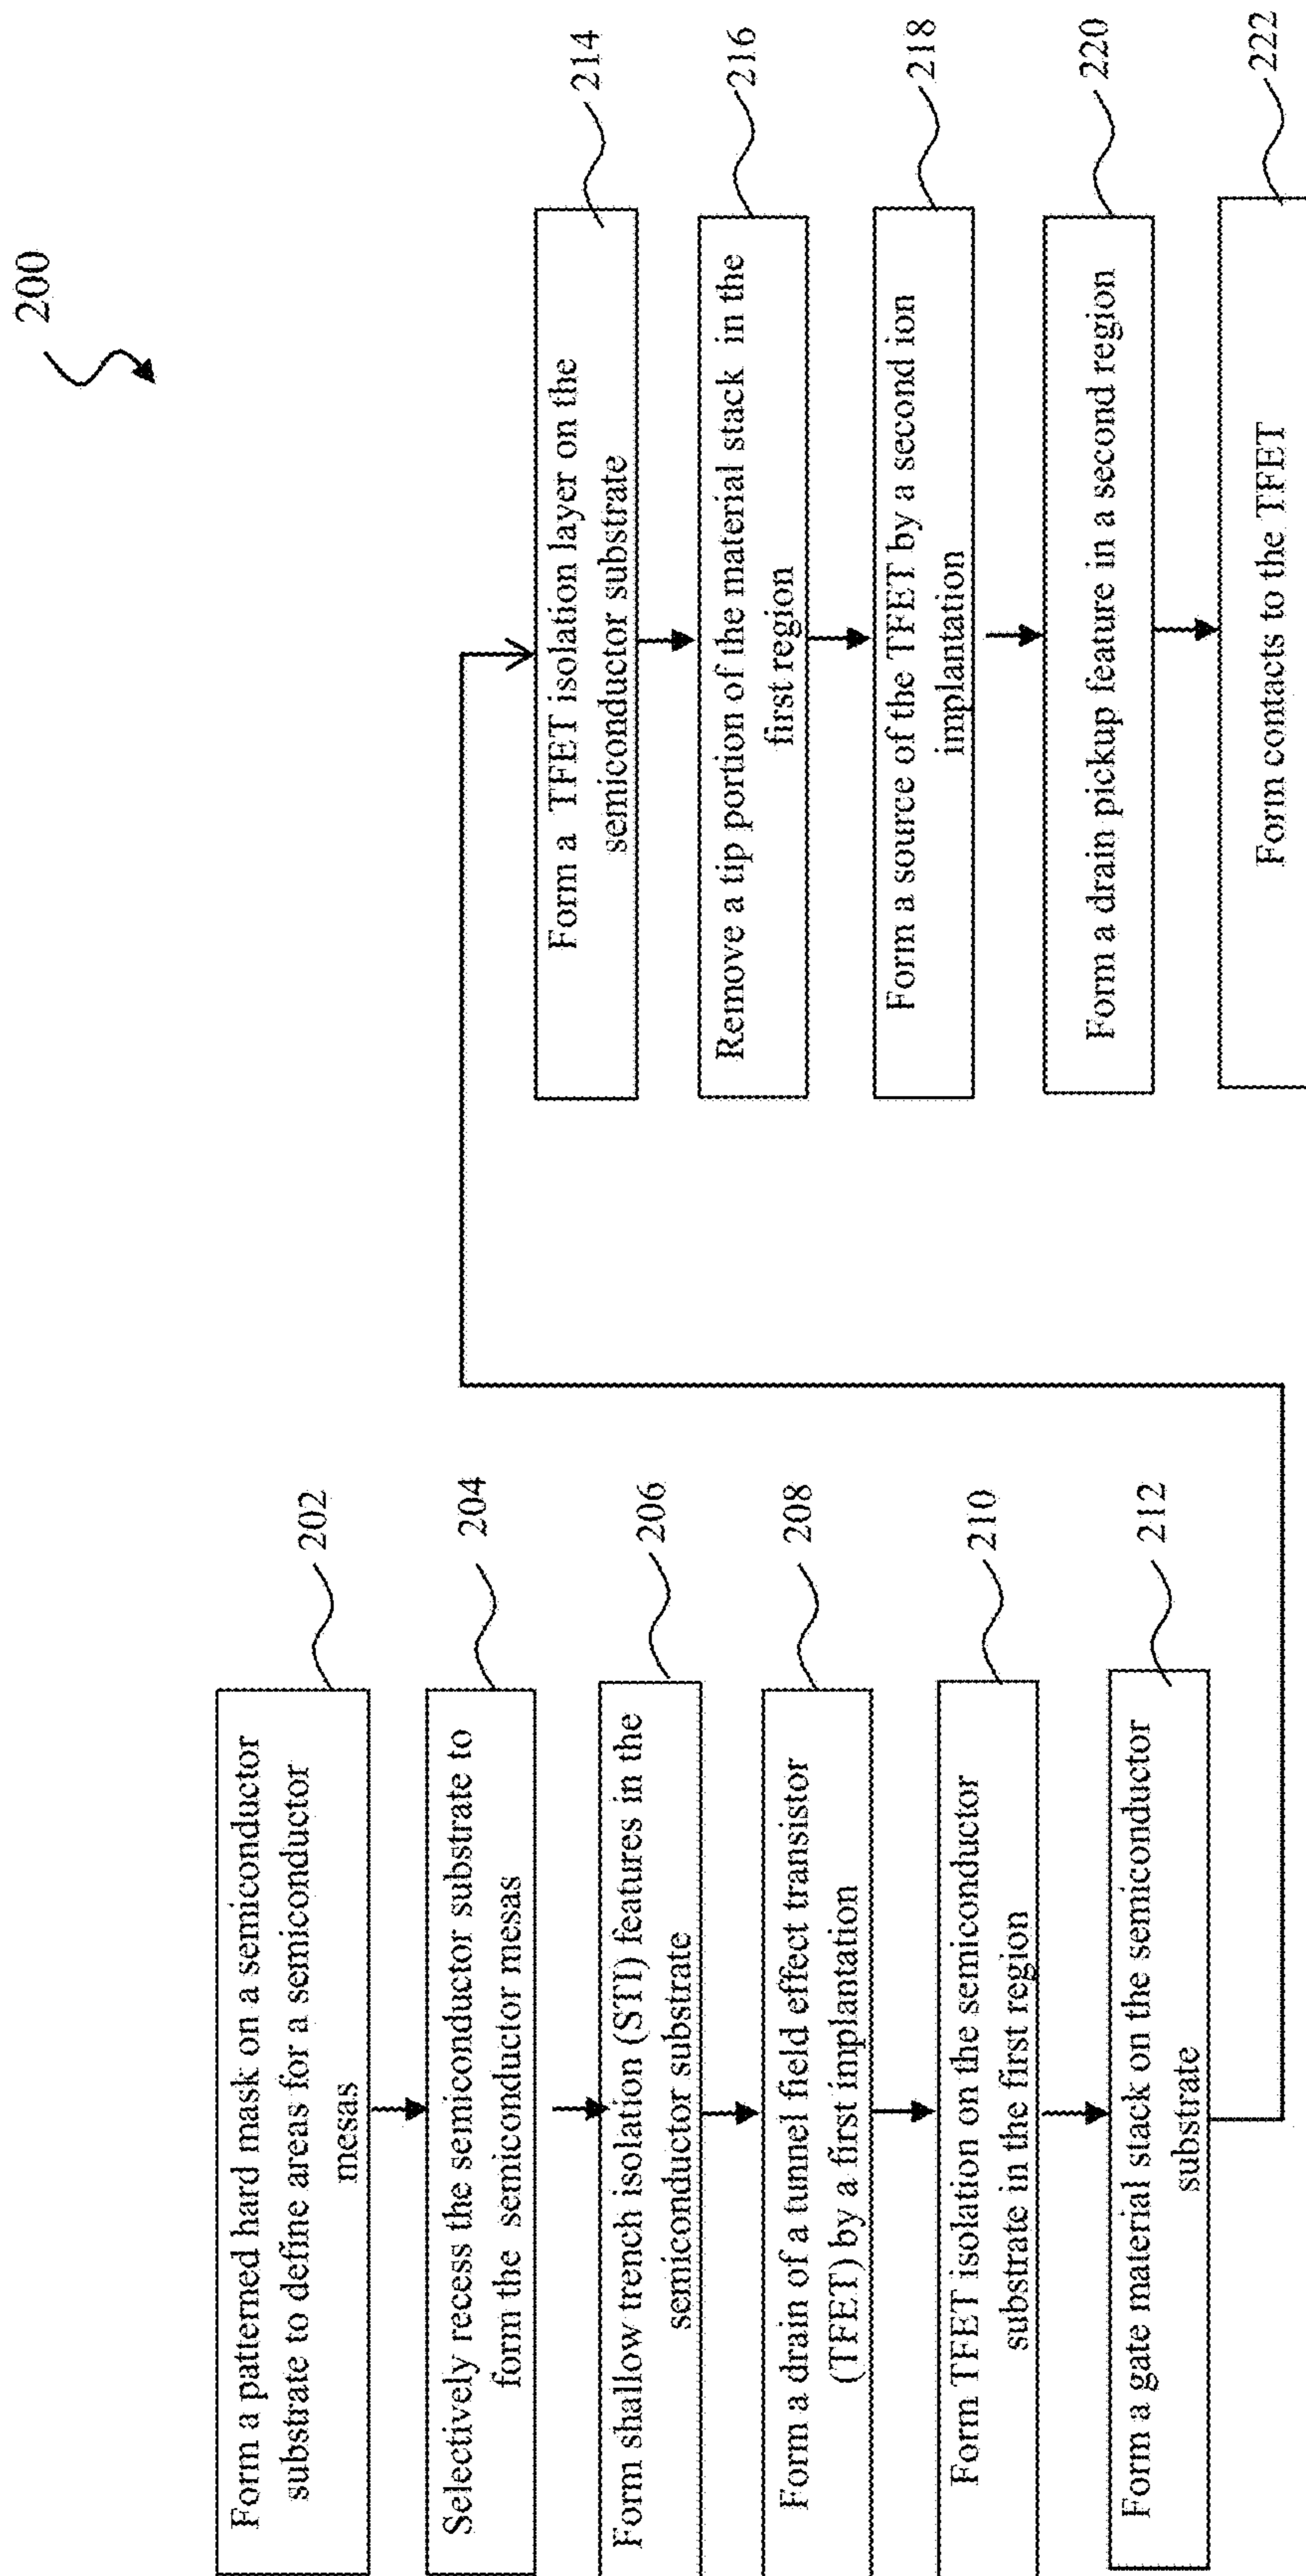 200
Form a patterned hard mask on a semiconductor
substrate to define areas for a semiconductor
mesas
202
Selectively recess the semiconductor substrate to
form the semiconductor mesas
204
Form shallow trench isolation (STI) features in the
semiconductor substrate
206
Form a drain of a tunnel field effect transistor
(TFET) by a first implantation
208
Form TFET isolation on the semiconductor
substrate in the first region
210
Form a gate material stack on the semiconductor
substrate
212
Form a TFET isolation layer on the
semiconductor substrate
214
Remove a tip portion of the material stack in the
first region
216
Form a source of the TFET by a second ion
implantation
218
Form a drain pickup feature in a second region
220
Form contacts to the TFET
222